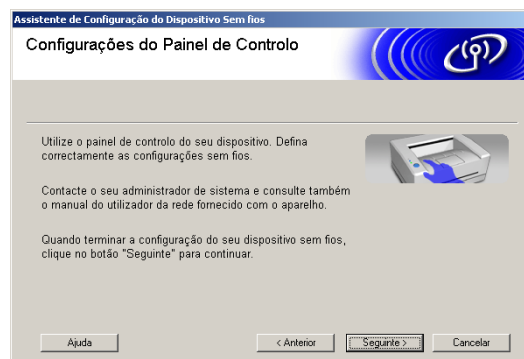 Assistente de Configuração do Dispositivo Sem fios
Configurações do Painel de Controlo
Utilize o painel de controlo do seu dispositivo. Defina
correctamente as configurações sem fios.
Contacte o seu administrador de sistema e consulte também
o manual do utilizador da rede fornecido com o aparelho.
Quando terminar a configuração do seu dispositivo sem fios,
clique no botão "Seguinte" para continuar.
Ajuda
< Anterior
Seguinte >
Cancelar